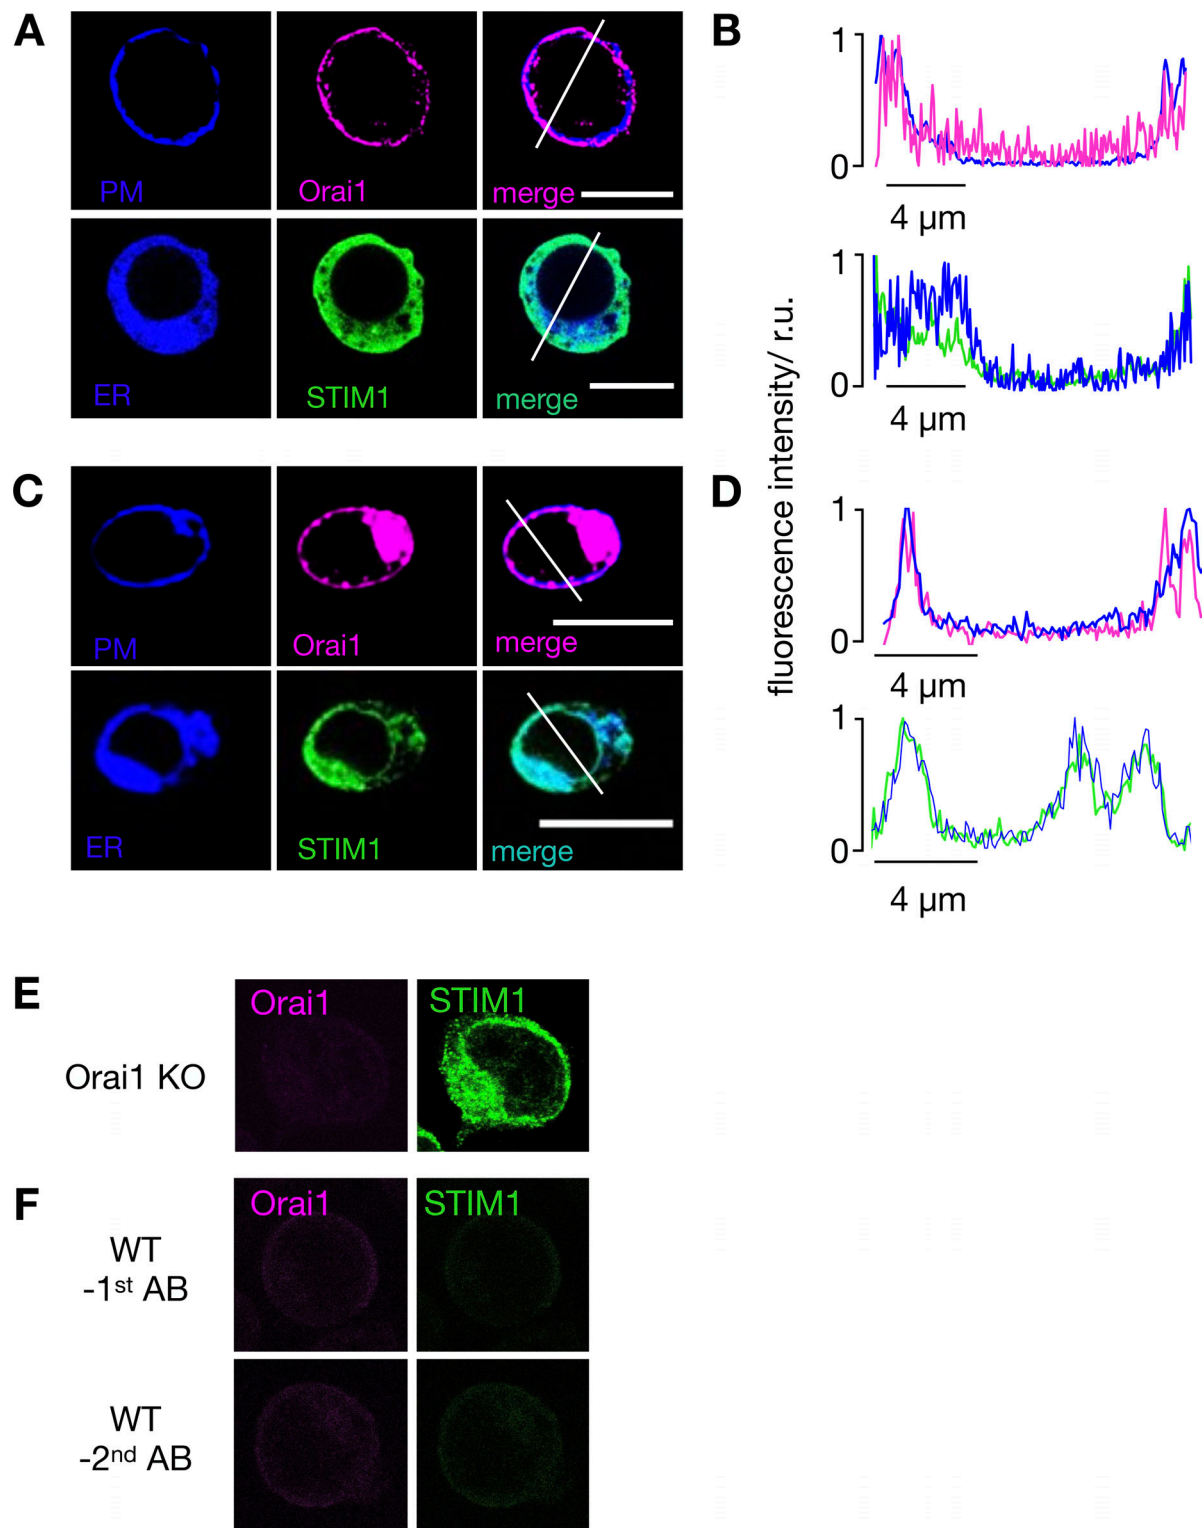 A
PM
Orai1
merge
ER
STIM1
merge
B
1
0
4 µm
1
0
4 µm
fluorescence intensity/ r.u.
C
PM
Orai1
merge
ER
STIM1
merge
D
1
0
4 µm
1
0
4 µm
E
Orai1 KO
Orai1
STIM1
F
WT
-1st AB
Orai1
STIM1
WT
-2nd AB